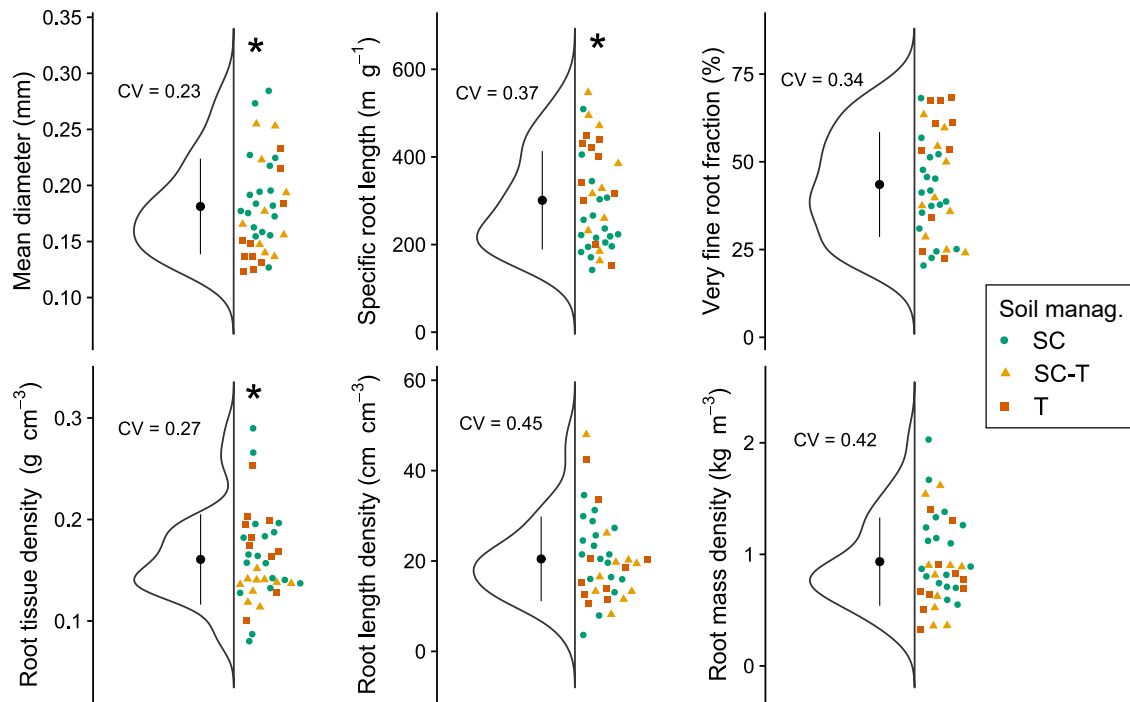 Mean diameter (mm)
0.35
0.30
0.25
0.20
0.15
0.10
CV = 0.23
*
Specific root length (m g⁻¹)
600
400
200
0
CV = 0.37
*
Very fine root fraction (%)
75
50
25
0
CV = 0.34
Root tissue density (g cm⁻³)
0.3
0.2
0.1
CV = 0.27
*
Root length density (cm cm⁻³)
60
40
20
0
CV = 0.45
Root mass density (kg m⁻³)
2
1
0
CV = 0.42
Soil manag.
SC
SC-T
T